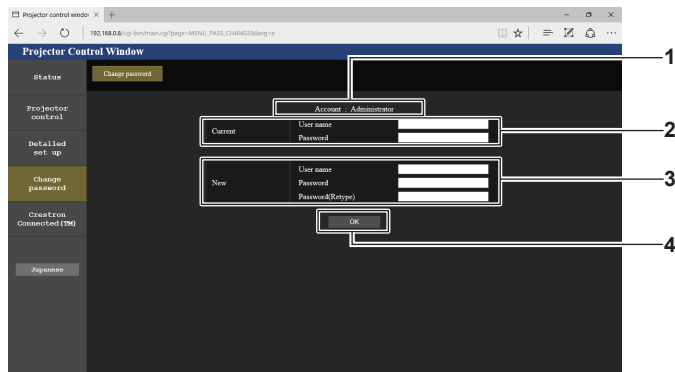 Projector control windov
192.168.0.8/cgi-bin/main.cgi?page=MENU_PASS_CHANGE&lang=e
Projector Control Window
Status
Change password
Projector
control
Detailed
set up
Change
password
Crestron
Connected(TM)
Japanese
Account : Administrator
Current
User name
Password
New
User name
Password
Password(Retype)
OK
1
2
3
4